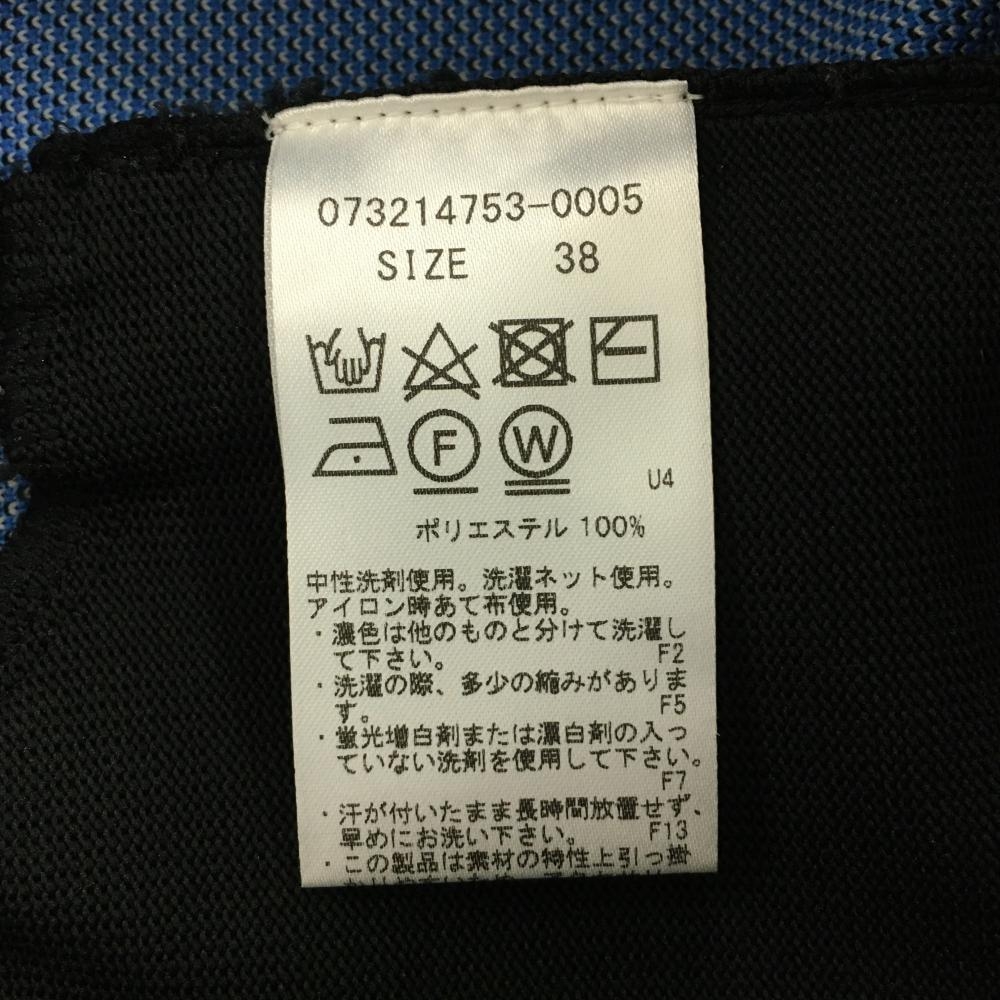 073214753-0005
SIZE 38
F W
U4
ポリエステル 100%
中性洗剤使用。洗濯ネット使用。
アイロン時あて布使用。
・濃色は他のものと分けて洗濯し
て下さい。 F2
・洗濯の際、多少の縮みがありま
す。 F5
・蛍光増白剤または漂白剤の入っ
ていない洗剤を使用して下さい。
F7
・汗が付いたまま長時間放置せず、
早めにお洗い下さい。 F13
・この製品は素材の特性上引っ掛